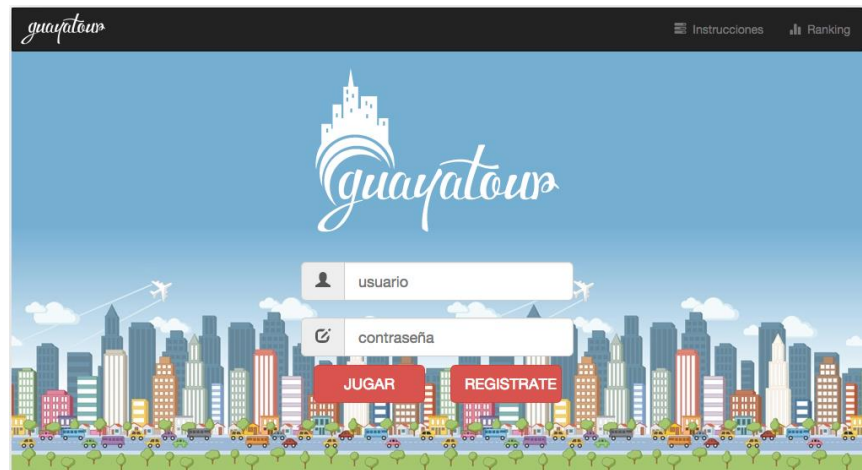 guayatour
Instrucciones
Ranking
guayatour
usuario
contraseña
JUGAR
REGISTRATE